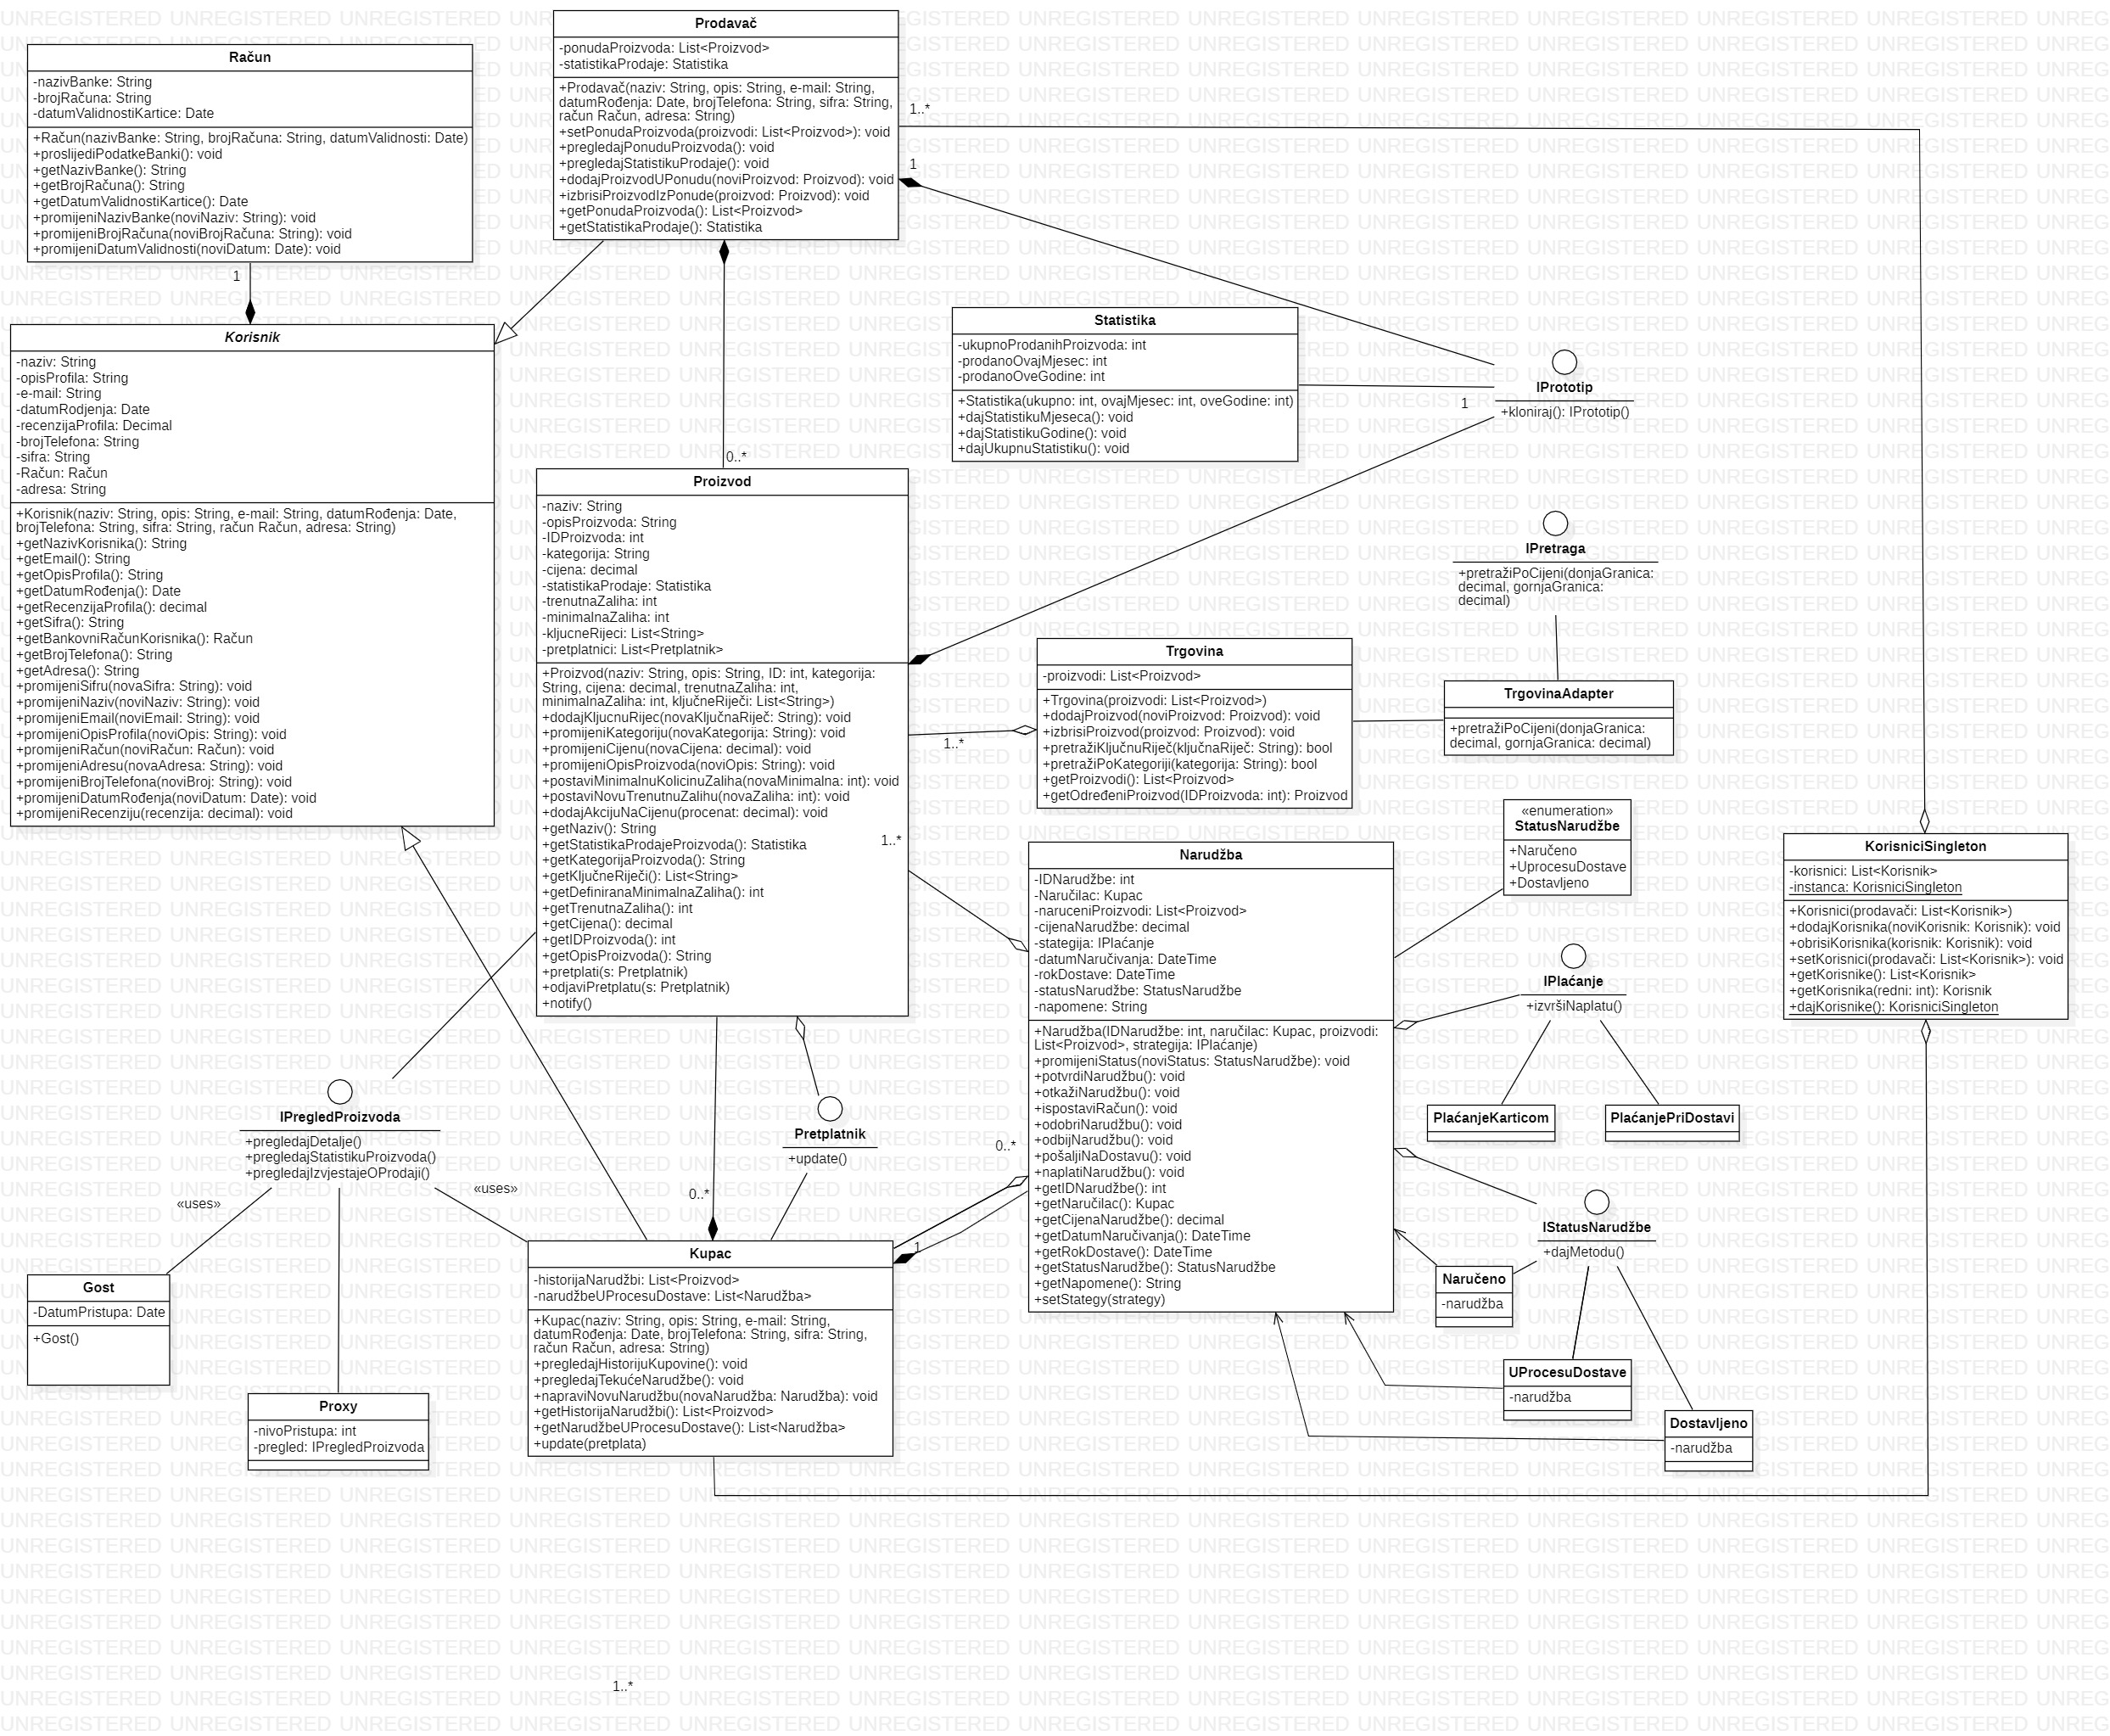 Račun
-nazivBanke: String
-brojRačuna: String
-datumValidnostiKartice: Date
+Račun(nazivBanke: String, brojRačuna: String, datumValidnosti: Date)
+proslijediPodatkeBanki(): void
+getNazivBanke(): String
+getBrojRačuna(): String
+getDatumValidnostiKartice(): Date
+promijeniNazivBanke(noviNaziv: String): void
+promijeniBrojRačuna(noviBrojRačuna: String): void
+promijeniDatumValidnosti(noviDatum: Date): void
1
Prodavač
-ponudaProizvoda: List<Proizvod>
-statistikaProdaje: Statistika
+Prodavač(naziv: String, opis: String, e-mail: String,
datumRođenja: Date, brojTelefona: String, sifra: String,
račun Račun, adresa: String)
+setPonudaProizvoda(proizvodi: List<Proizvod>): void
+pregledajPonuduProizvoda(): void
+pregledajStatistikuProdaje(): void
+dodajProizvodUPonudu(noviProizvod: Proizvod): void
+izbrisiProizvodIzPonude(proizvod: Proizvod): void
+getPonudaProizvoda(): List<Proizvod>
+getStatistikaProdaje(): Statistika
1..*
1
Korisnik
-naziv: String
-opisProfila: String
-e-mail: String
-datumRodjenja: Date
-recenzijaProfila: Decimal
-brojTelefona: String
-sifra: String
-Račun: Račun
-adresa: String
+Korisnik(naziv: String, opis: String, e-mail: String, datumRođenja: Date,
brojTelefona: String, sifra: String, račun Račun, adresa: String)
+getNazivKorisnika(): String
+getEmail(): String
+getOpisProfila(): String
+getDatumRođenja(): Date
+getRecenzijaProfila(): decimal
+getSifra(): String
+getBankovniRačunKorisnika(): Račun
+getBrojTelefona(): String
+getAdresa(): String
+promijeniSifru(novaSifra: String): void
+promijeniNaziv(noviNaziv: String): void
+promijeniEmail(noviEmail: String): void
+promijeniOpisProfila(noviOpis: String): void
+promijeniRačun(noviRačun: Račun): void
+promijeniAdresu(novaAdresa: String): void
+promijeniBrojTelefona(noviBroj: String): void
+promijeniDatumRođenja(noviDatum: Date): void
+promijeniRecenziju(recenzija: decimal): void
Statistika
-ukupnoProdanihProizvoda: int
-prodanoOvajMjesec: int
-prodanoOveGodine: int
+Statistika(ukupno: int, ovajMjesec: int, oveGodine: int)
+dajStatistikuMjeseca(): void
+dajStatistikuGodine(): void
+dajUkupnuStatistiku(): void
IPrototip
+kloniraj(): IPrototip()
1
0..*
Proizvod
-naziv: String
-opisProizvoda: String
-IDProizvoda: int
-kategorija: String
-cijena: decimal
-statistikaProdaje: Statistika
-trenutnaZaliha: int
-minimalnaZaliha: int
-kljucneRijeci: List<String>
-pretplatnici: List<Pretplatnik>
+Proizvod(naziv: String, opis: String, ID: int, kategorija:
String, cijena: decimal, trenutnaZaliha: int,
minimalnaZaliha: int, ključneRiječi: List<String>)
+dodajKljucnuRijec(novaKljučnaRiječ: String): void
+promijeniKategoriju(novaKategorija: String): void
+promijeniCijenu(novaCijena: decimal): void
+promijeniOpisProizvoda(noviOpis: String): void
+postaviMinimalnuKolicinuZaliha(novaMinimalna: int): void
+postaviNovuTrenutnuZalihu(novaZaliha: int): void
+dodajAkcijuNaCijenu(procenat: decimal): void
+getNaziv(): String
+getStatistikaProdajeProizvoda(): Statistika
+getKategorijaProizvoda(): String
+getKljučneRiječi(): List<String>
+getDefiniranaMinimalnaZaliha(): int
+getTrenutnaZaliha(): int
+getCijena(): decimal
+getIDProizvoda(): int
+getOpisProizvoda(): String
+pretplati(s: Pretplatnik)
+odjaviPretplatu(s: Pretplatnik)
+notify()
1..*
1..*
IPretraga
+pretražiPoCijeni(donjaGranica:
decimal, gornjaGranica:
decimal)
Trgovina
-proizvodi: List<Proizvod>
+Trgovina(proizvodi: List<Proizvod>)
+dodajProizvod(noviProizvod: Proizvod): void
+izbrisiProizvod(proizvod: Proizvod): void
+pretražiKljučnuRiječ(ključnaRiječ: String): bool
+pretražiPoKategoriji(kategorija: String): bool
+getProizvodi(): List<Proizvod>
+getOdređeniProizvod(IDProizvoda: int): Proizvod
TrgovinaAdapter
+pretražiPoCijeni(donjaGranica:
decimal, gornjaGranica: decimal)
«enumeration»
StatusNarudžbe
+Naručeno
+UprocesuDostave
+Dostavljeno
Narudžba
-IDNarudžbe: int
-Naručilac: Kupac
-naruceniProizvodi: List<Proizvod>
-cijenaNarudžbe: decimal
-stategija: IPlaćanje
-datumNaručivanja: DateTime
-rokDostave: DateTime
-statusNarudžbe: StatusNarudžbe
-napomene: String
+Narudžba(IDNarudžbe: int, naručilac: Kupac, proizvodi:
List<Proizvod>, strategija: IPlaćanje)
+promijeniStatus(noviStatus: StatusNarudžbe): void
+potvrdiNarudžbu(): void
+otkažiNarudžbu(): void
+ispostaviRačun(): void
+odobriNarudžbu(): void
+odbijNarudžbu(): void
+pošaljiNaDostavu(): void
+naplatiNarudžbu(): void
+getIDNarudžbe(): int
+getNaručilac(): Kupac
+getCijenaNarudžbe(): decimal
+getDatumNaručivanja(): DateTime
+getRokDostave(): DateTime
+getStatusNarudžbe(): StatusNarudžbe
+getNapomene(): String
+setStategy(strategy)
KorisniciSingleton
-korisnici: List<Korisnik>
-instanca: KorisniciSingleton
+Korisnici(prodavači: List<Korisnik>)
+dodajKorisnika(noviKorisnik: Korisnik): void
+obrisiKorisnika(korisnik: Korisnik): void
+setKorisnici(prodavači: List<Korisnik>): void
+getKorisnike(): List<Korisnik>
+getKorisnika(redni: int): Korisnik
+dajKorisnike(): KorisniciSingleton
IPlaćanje
+izvršiNaplatu()
PlaćanjeKarticom
PlaćanjePriDostavi
IPregledProizvoda
+pregledajDetalje()
+pregledajStatistikuProizvoda()
+pregledajIzvjestajeOProdaji()
«uses»
«uses»
Pretplatnik
+update()
0..*
0..*
1
IStatusNarudžbe
+dajMetodu()
Naručeno
-narudžba
UProcesuDostave
-narudžba
Dostavljeno
-narudžba
Gost
-DatumPristupa: Date
+Gost()
Proxy
-nivoPristupa: int
-pregled: IPregledProizvoda
Kupac
-historijaNarudžbi: List<Proizvod>
-narudžbeUProcesuDostave: List<Narudžba>
+Kupac(naziv: String, opis: String, e-mail: String,
datumRođenja: Date, brojTelefona: String, sifra: String,
račun Račun, adresa: String)
+pregledajHistorijuKupovine(): void
+pregledajTekućeNarudžbe(): void
+napraviNovuNarudžbu(novaNarudžba: Narudžba): void
+getHistorijaNarudžbi(): List<Proizvod>
+getNarudžbeUProcesuDostave(): List<Narudžba>
+update(pretplata)
1..*